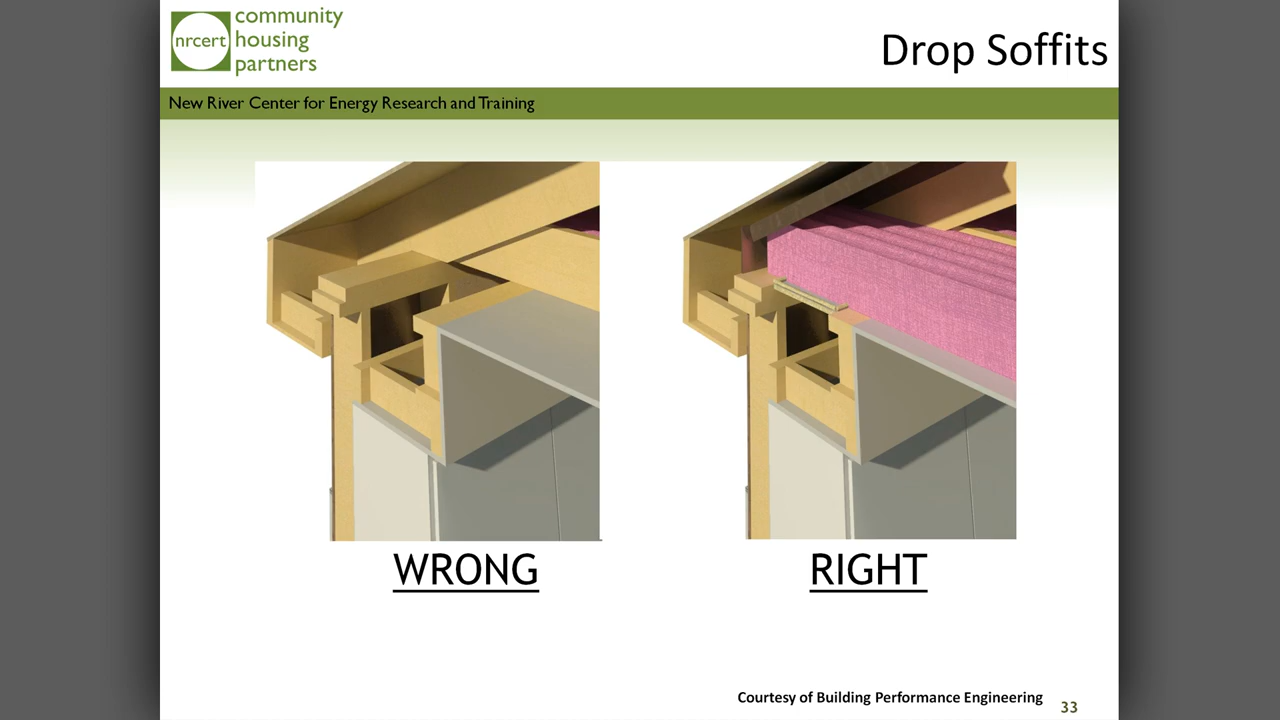 nrcert
community
housing
partners
Drop Soffits
New River Center for Energy Research and Training
WRONG
RIGHT
Courtesy of Building Performance Engineering
33